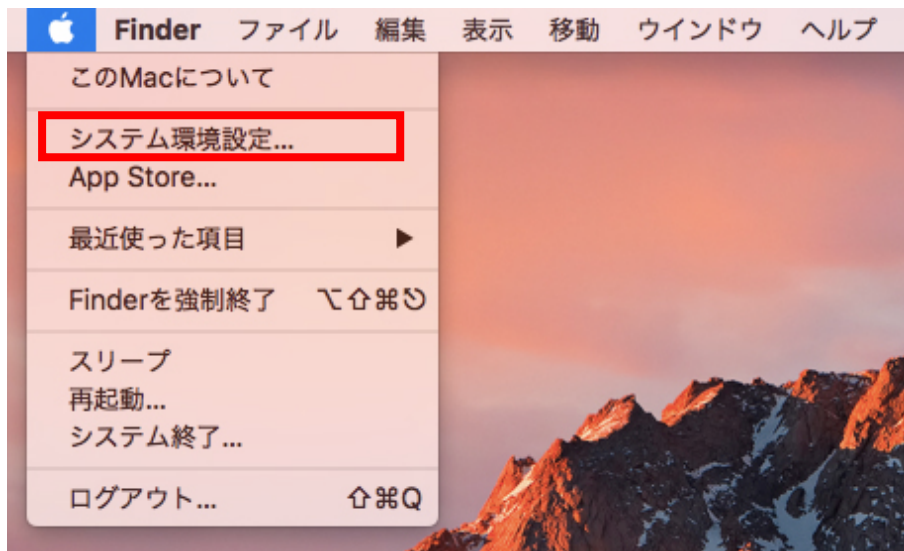 Finder ファイル 編集 表示 移動 ウインドウ ヘルプ
このMacについて
システム環境設定...
App Store...
最近使った項目 ▶
Finderを強制終了 ⌥⇧⌘⎋
スリープ
再起動...
システム終了...
ログアウト... ⇧⌘Q